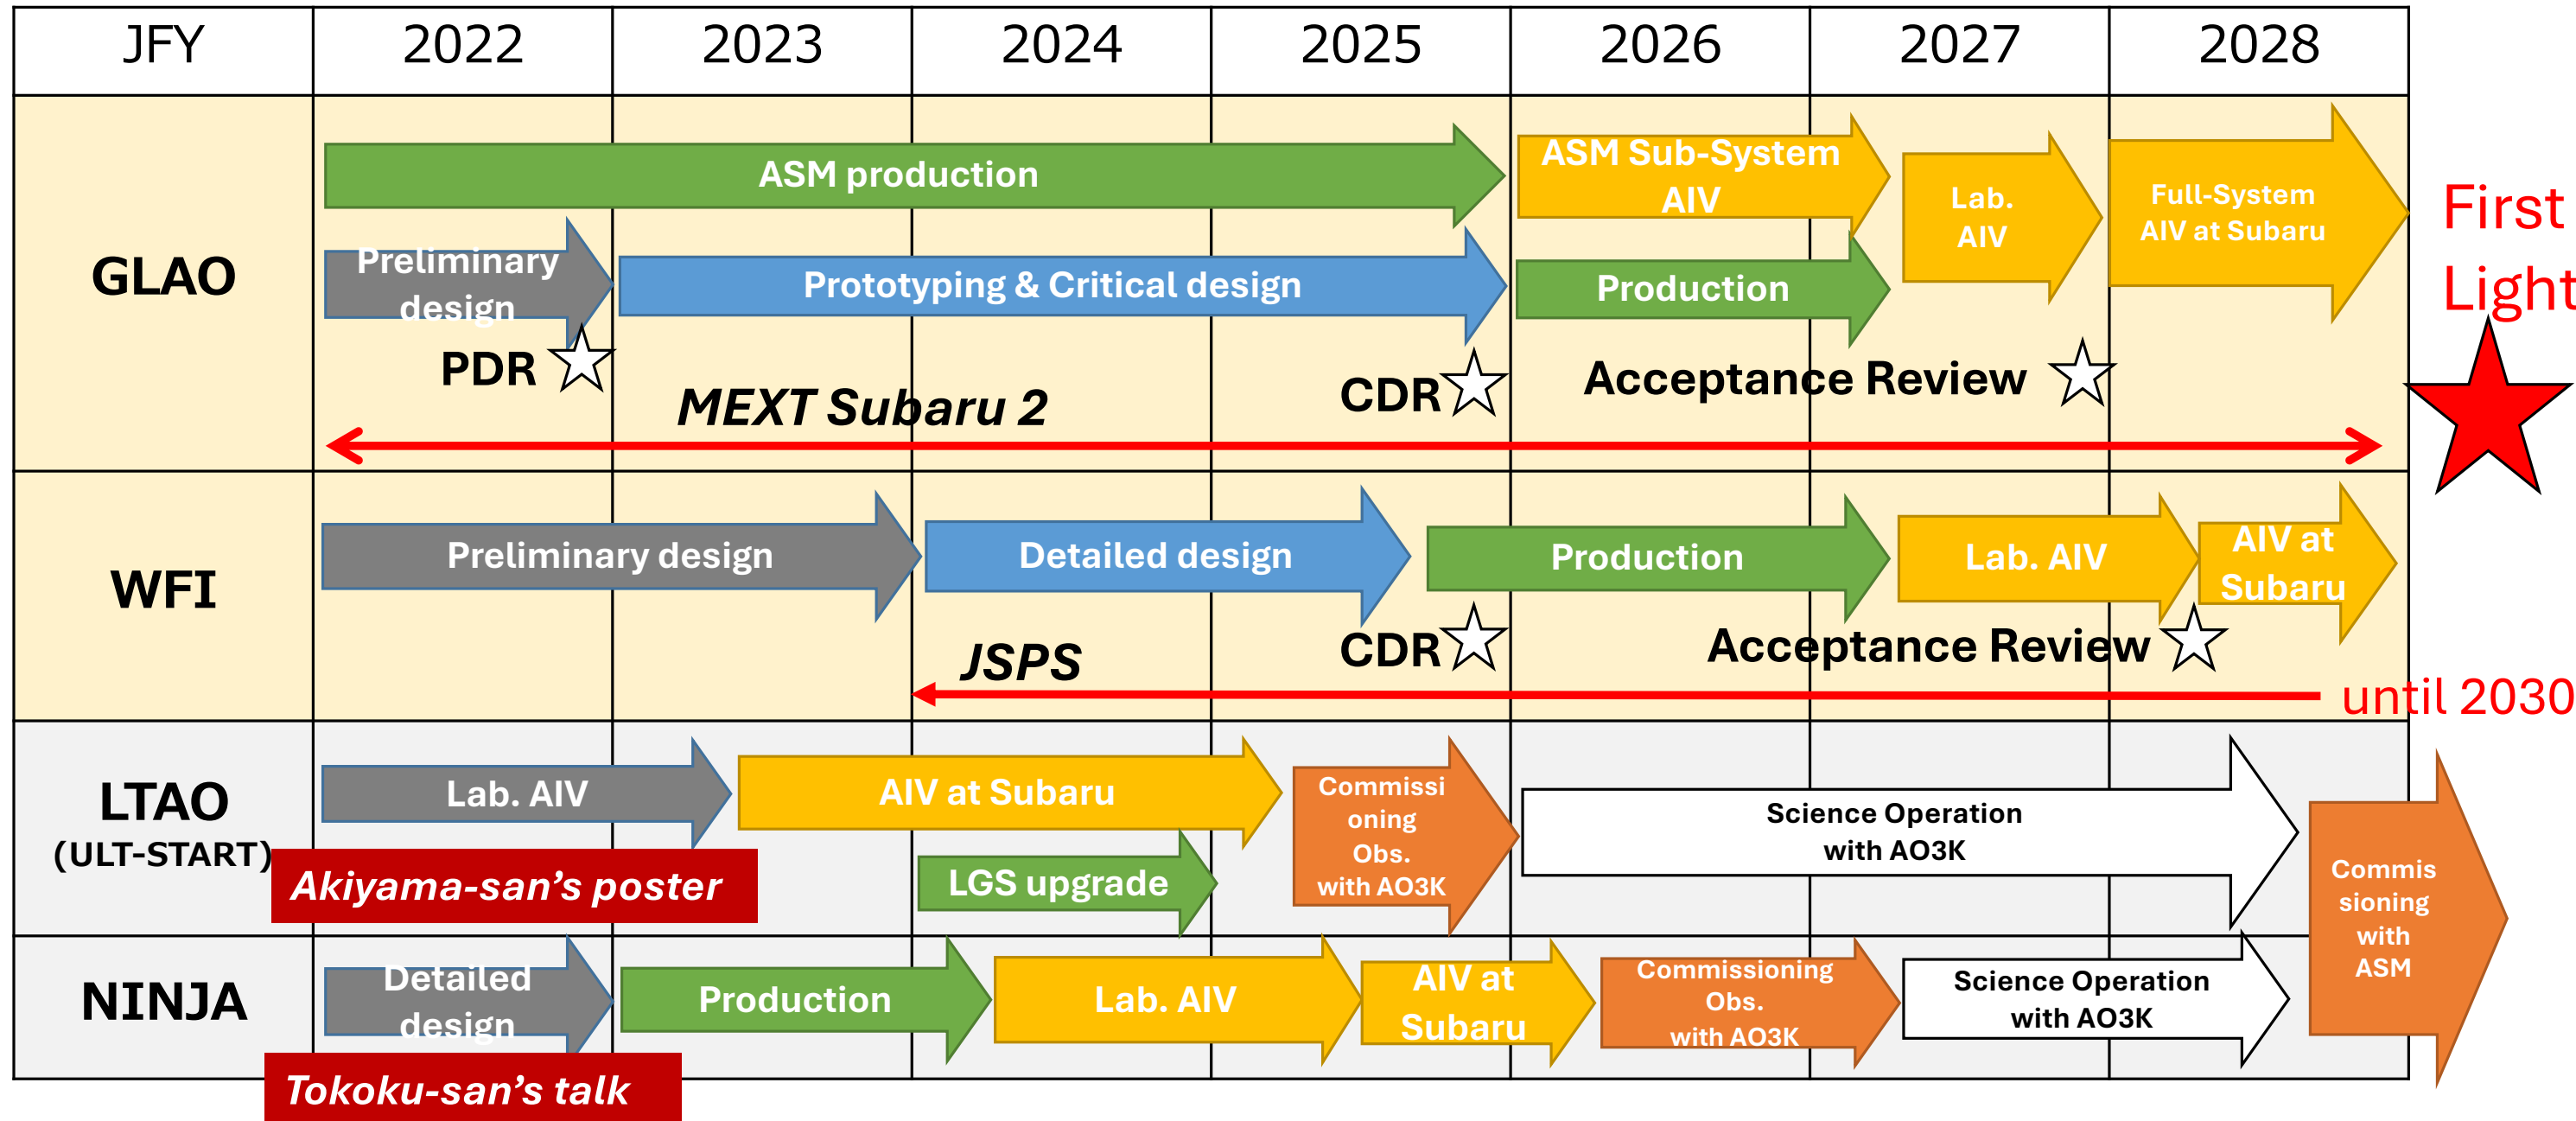 JFY 2022 2023 2024 2025 2026 2027 2028
GLAO
ASM production
ASM Sub-System
AIV
Lab.
AIV
Full-System
AIV at Subaru
First
Light
Preliminary
design
Prototyping & Critical design
Production
PDR
CDR
Acceptance Review
MEXT Subaru 2
WFI
Preliminary design
Detailed design
Production
Lab. AIV
AIV at
Subaru
CDR
Acceptance Review
JSPS
until 2030
LTAO
(ULT-START)
Lab. AIV
AIV at Subaru
Commissi
oning
Obs.
with AO3K
Science Operation
with AO3K
Akiyama-san’s poster
LGS upgrade
Commis
sioning
with
ASM
NINJA
Detailed
design
Production
Lab. AIV
AIV at
Subaru
Commissioning
Obs.
with AO3K
Science Operation
with AO3K
Tokoku-san’s talk